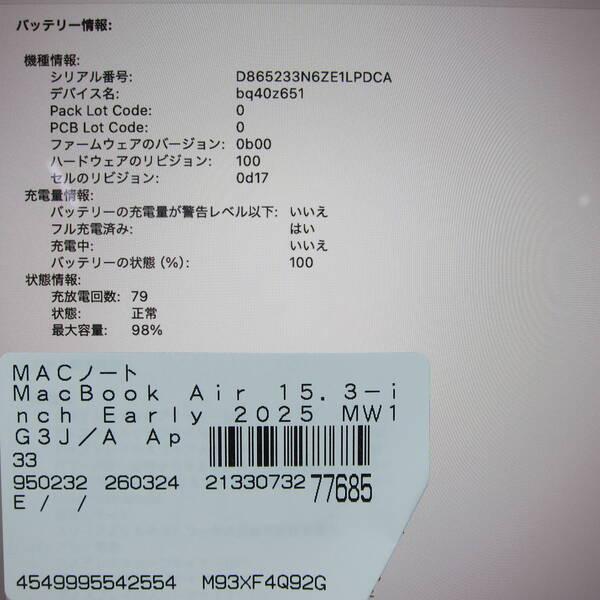 バッテリー情報:
機種情報:
シリアル番号: D865233N6ZE1LPDCA
デバイス名: bq40z651
Pack Lot Code: 0
PCB Lot Code: 0
ファームウェアのバージョン: 0b00
ハードウェアのリビジョン: 100
セルのリビジョン: 0d17
充電量情報:
バッテリーの充電量が警告レベル以下: いいえ
フル充電済み: はい
充電中: いいえ
バッテリーの状態 (%): 100
状態情報:
充放電回数: 79
状態: 正常
最大容量: 98%
MACノート
MacBook Air 15.3-i
nch Early 2025 MW1
G3J/A Ap
33
950232 260324 21330732 77685
E / /
4549995542554 M93XF4Q92G